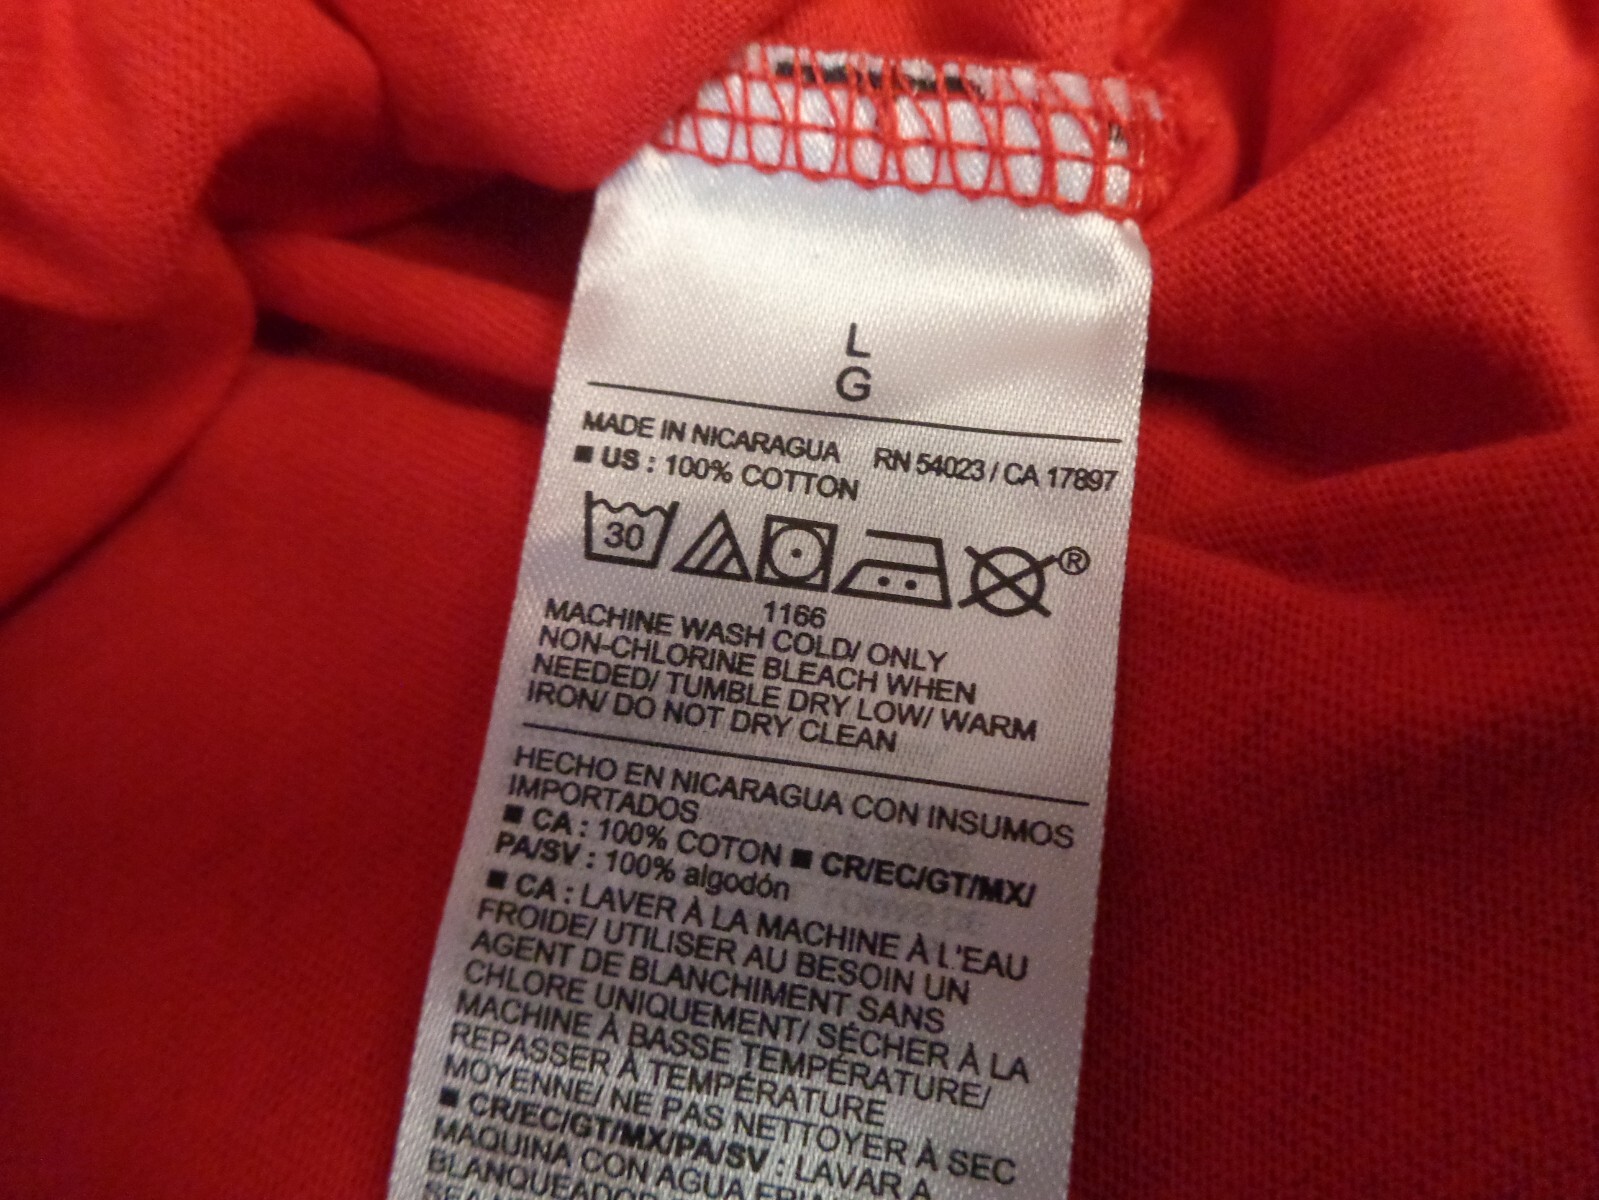 L
G
MADE IN NICARAGUA RN 54023 / CA 17897
■ US : 100% COTTON
30
®
1166
MACHINE WASH COLD/ ONLY
NON-CHLORINE BLEACH WHEN
NEEDED/ TUMBLE DRY LOW/ WARM
IRON/ DO NOT DRY CLEAN
HECHO EN NICARAGUA CON INSUMOS
IMPORTADOS
■ CA : 100% COTON ■ CR/EC/GT/MX/
PA/SV : 100% algodón
■ CA : LAVER À LA MACHINE À L'EAU
FROIDE/ UTILISER AU BESOIN UN
AGENT DE BLANCHIMENT SANS
CHLORE UNIQUEMENT/ SÉCHER À LA
MACHINE À BASSE TEMPÉRATURE/
REPASSER À TEMPÉRATURE
MOYENNE/ NE PAS NETTOYER À SEC
■ CR/EC/GT/MX/PA/SV : LAVAR A
MAQUINA CON AGUA